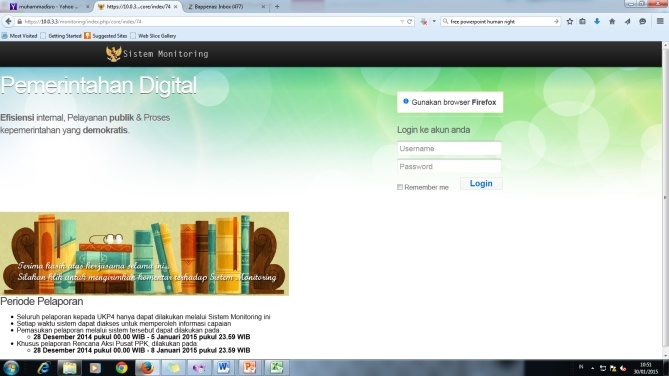 muhammadisro - Yahoo ...
https://10.0.3...core/index/74
Bappenas: Inbox (477)
https://10.0.3.3/monitoring/index.php/core/index/74
free powerpoint human right
Most Visited
Getting Started
Suggested Sites
Web Slice Gallery
Sistem Monitoring
Pemerintahan Digital
Efisiensi internal, Pelayanan publik & Proses
kepemerintahan yang demokratis.
Gunakan browser Firefox
Login ke akun anda
Username
Password
Remember me
Login
Terima kasih atas kerjasama selama ini...
Silahkan klik untuk mengirimkan komentar terhadap Sistem Monitoring
Periode Pelaporan
Seluruh pelaporan kepada UKP4 hanya dapat dilakukan melalui Sistem Monitoring ini
Setiap waktu sistem dapat diakses untuk memperoleh informasi capaian
Pemasukan pelaporan melalui sistem tersebut dapat dilakukan pada:
28 Desember 2014 pukul 00.00 WIB - 5 Januari 2015 pukul 23.59 WIB
Khusus pelaporan Rencana Aksi Pusat PPK, dilakukan pada:
28 Desember 2014 pukul 00.00 WIB - 8 Januari 2015 pukul 23.59 WIB
IN
10:51
30/01/2015